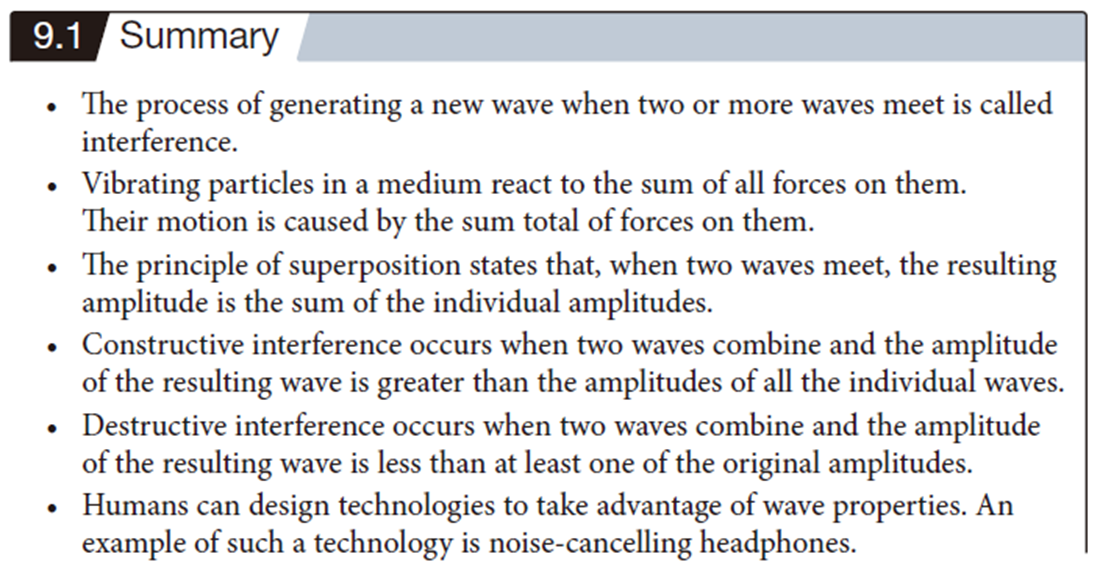 9.1 Summary
• The process of generating a new wave when two or more waves meet is called
interference.
• Vibrating particles in a medium react to the sum of all forces on them.
Their motion is caused by the sum total of forces on them.
• The principle of superposition states that, when two waves meet, the resulting
amplitude is the sum of the individual amplitudes.
• Constructive interference occurs when two waves combine and the amplitude
of the resulting wave is greater than the amplitudes of all the individual waves.
• Destructive interference occurs when two waves combine and the amplitude
of the resulting wave is less than at least one of the original amplitudes.
• Humans can design technologies to take advantage of wave properties. An
example of such a technology is noise-cancelling headphones.